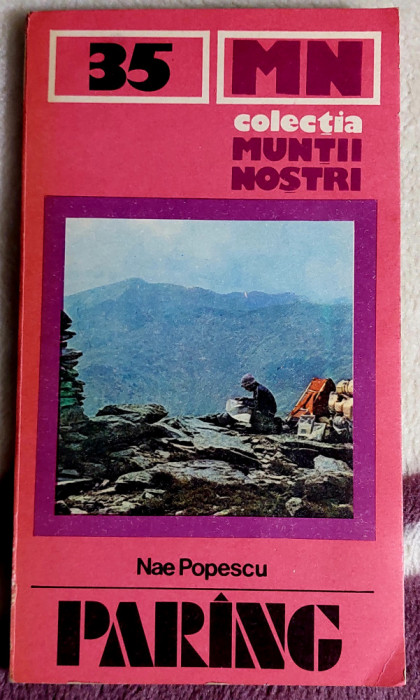 35
MN
colecția
MUNȚII
NOȘTRI
Nae Popescu
PARÎNG